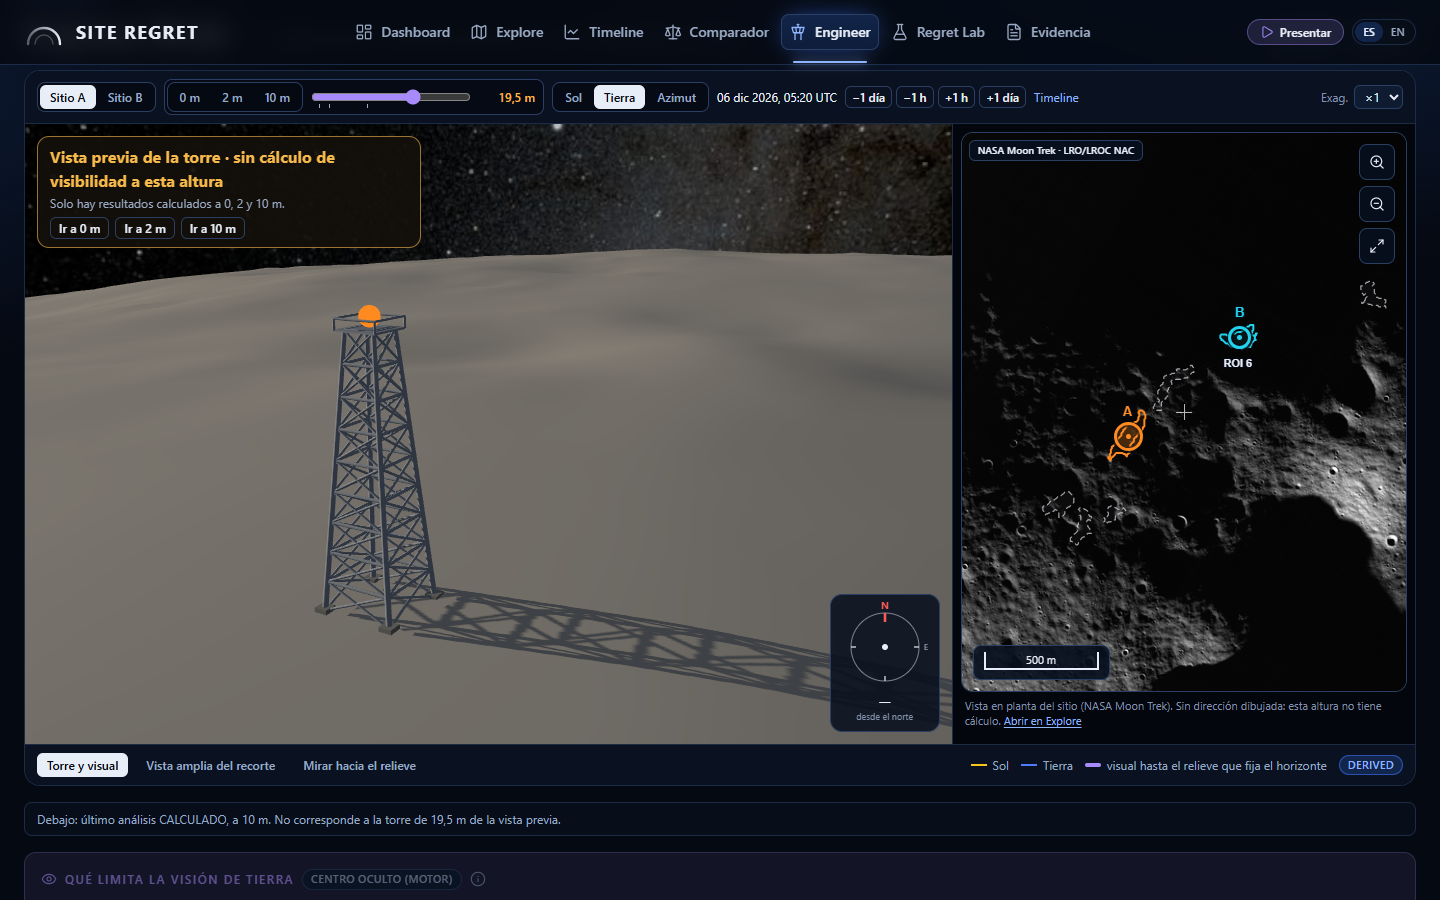 SITE REGRET
Dashboard
Explore
Timeline
Comparador
Engineer
Regret Lab
Evidencia
Presentar
ES
EN
Sitio A
Sitio B
0 m
2 m
10 m
19,5 m
Sol
Tierra
Azimut
06 dic 2026, 05:20 UTC
−1 día
−1 h
+1 h
+1 día
Timeline
Exag.
×1
Vista previa de la torre · sin cálculo de
visibilidad a esta altura
Solo hay resultados calculados a 0, 2 y 10 m.
Ir a 0 m
Ir a 2 m
Ir a 10 m
N
E
—
desde el norte
NASA Moon Trek · LRO/LROC NAC
B
ROI 6
A
500 m
Vista en planta del sitio (NASA Moon Trek). Sin dirección dibujada: esta altura no tiene
cálculo. Abrir en Explore
Torre y visual
Vista amplia del recorte
Mirar hacia el relieve
Sol
Tierra
visual hasta el relieve que fija el horizonte
DERIVED
Debajo: último análisis CALCULADO, a 10 m. No corresponde a la torre de 19,5 m de la vista previa.
QUÉ LIMITA LA VISIÓN DE TIERRA
CENTRO OCULTO (MOTOR)